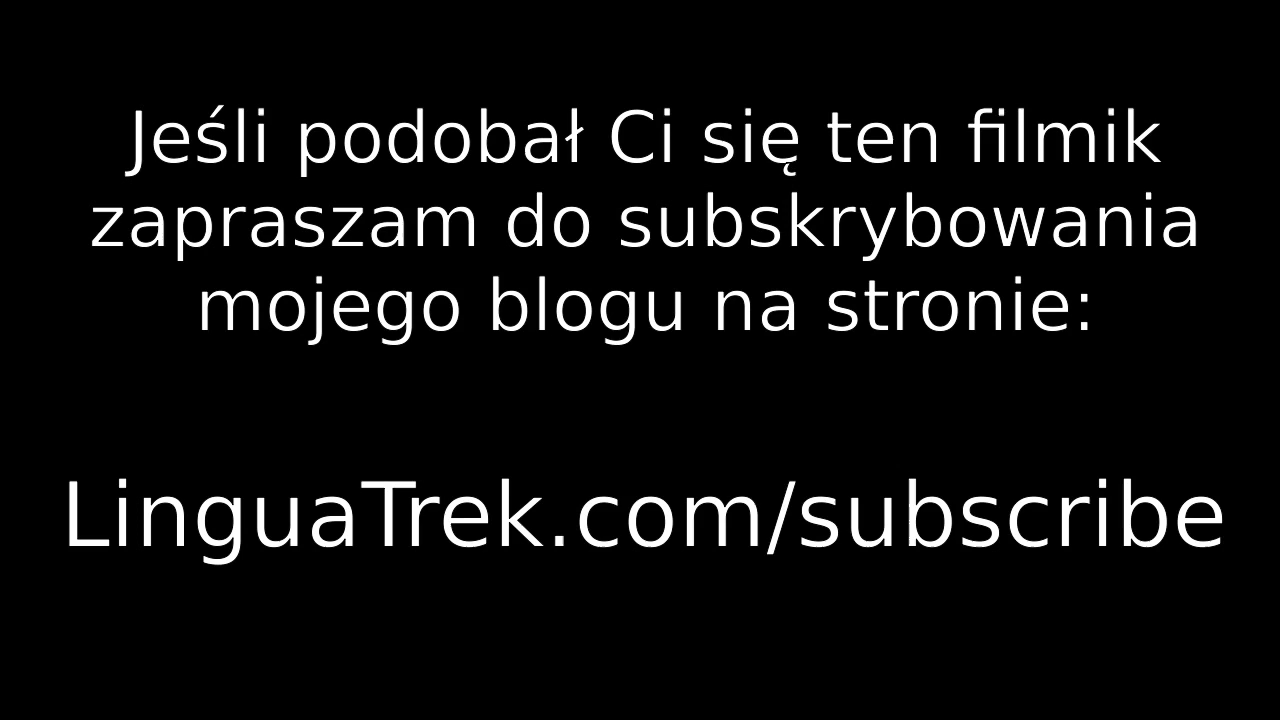 Jeśli podobał Ci się ten filmik
zapraszam do subskrybowania
mojego blogu na stronie:
LinguaTrek.com/subscribe